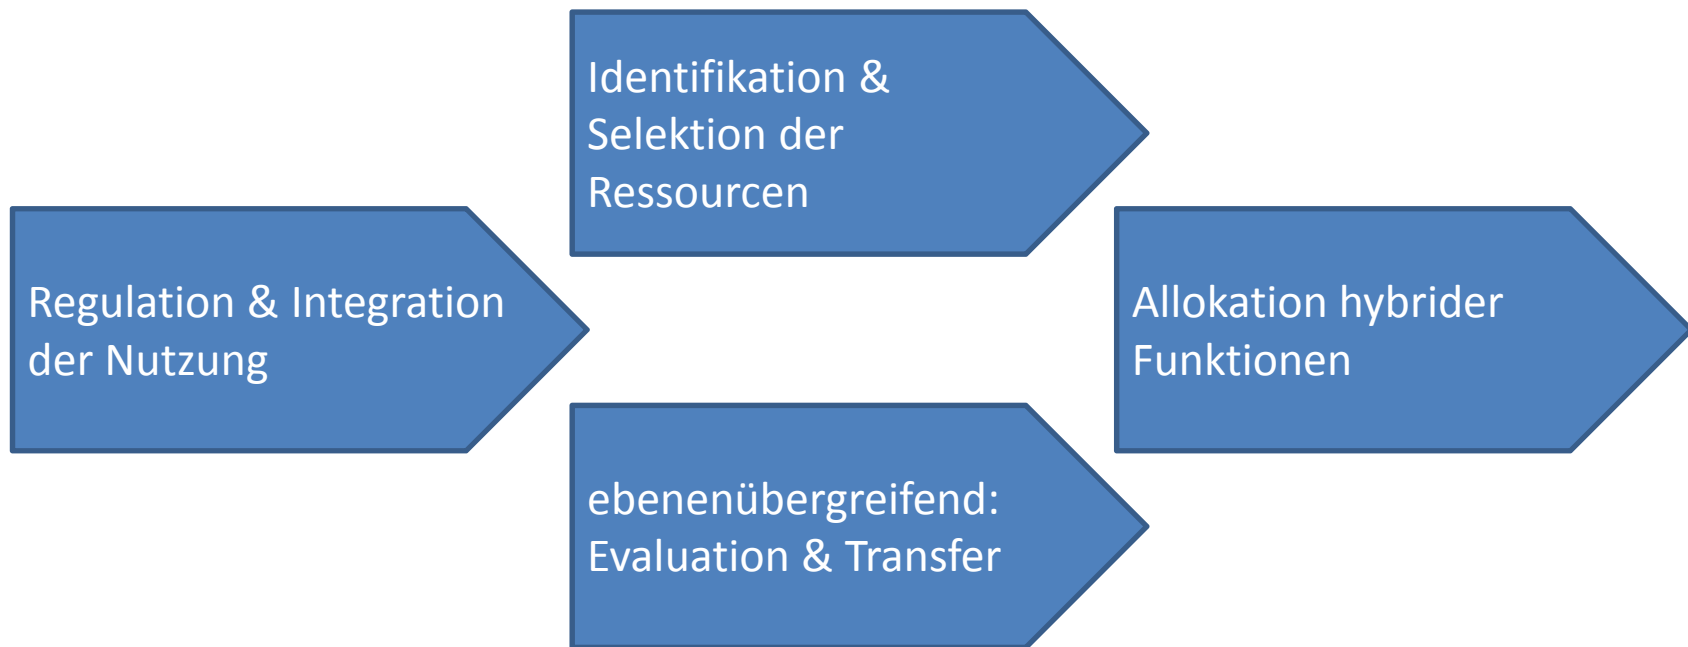 Regulation & Integration
der Nutzung
Identifikation &
Selektion der
Ressourcen
ebenenübergreifend:
Evaluation & Transfer
Allokation hybrider
Funktionen